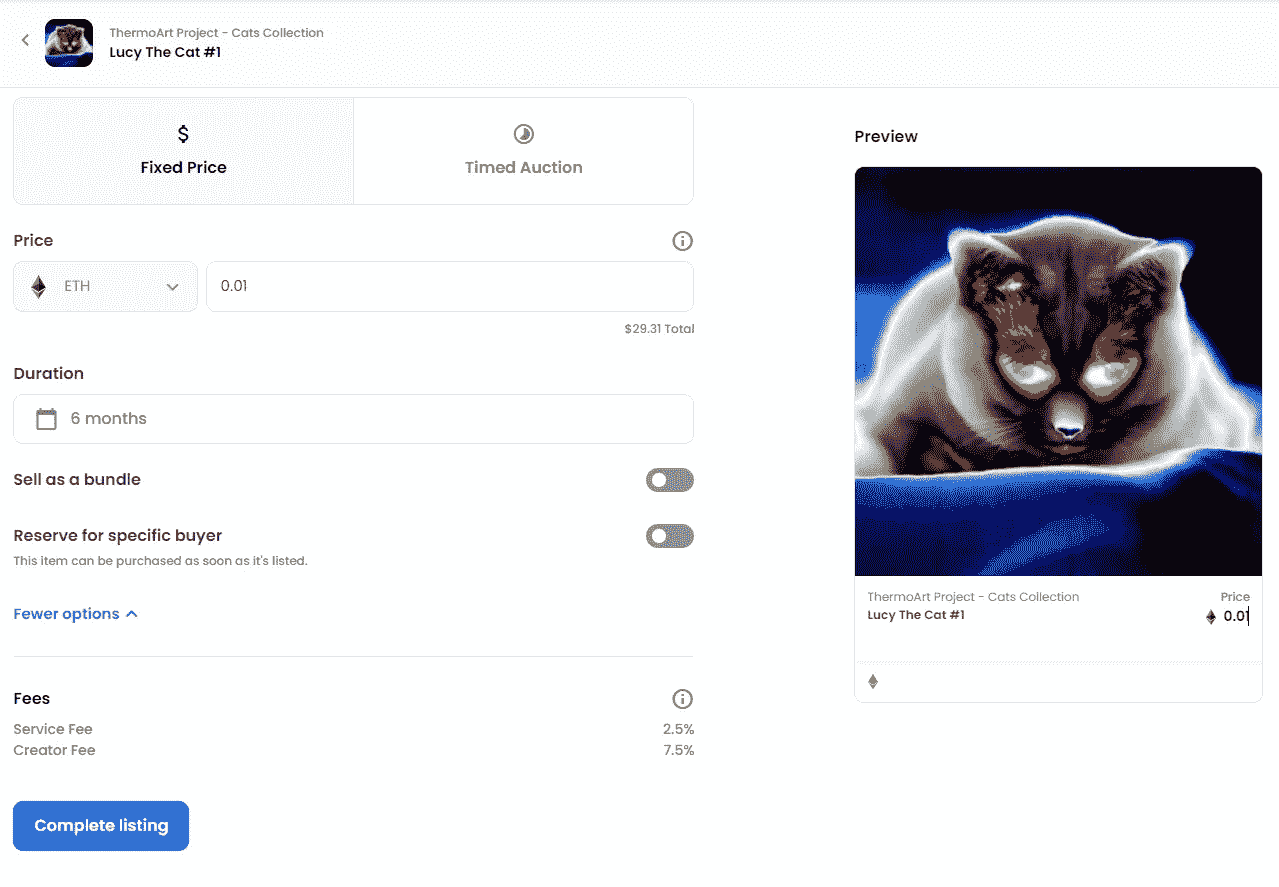 ThermoArt Project - Cats Collection
Lucy The Cat #1
$
Fixed Price
Timed Auction
Price
ETH
0.01
$29.31 Total
Duration
6 months
Sell as a bundle
Reserve for specific buyer
This item can be purchased as soon as it's listed.
Fewer options
Fees
Service Fee 2.5%
Creator Fee 7.5%
Complete listing
Preview
ThermoArt Project - Cats Collection Price
Lucy The Cat #1 0.01